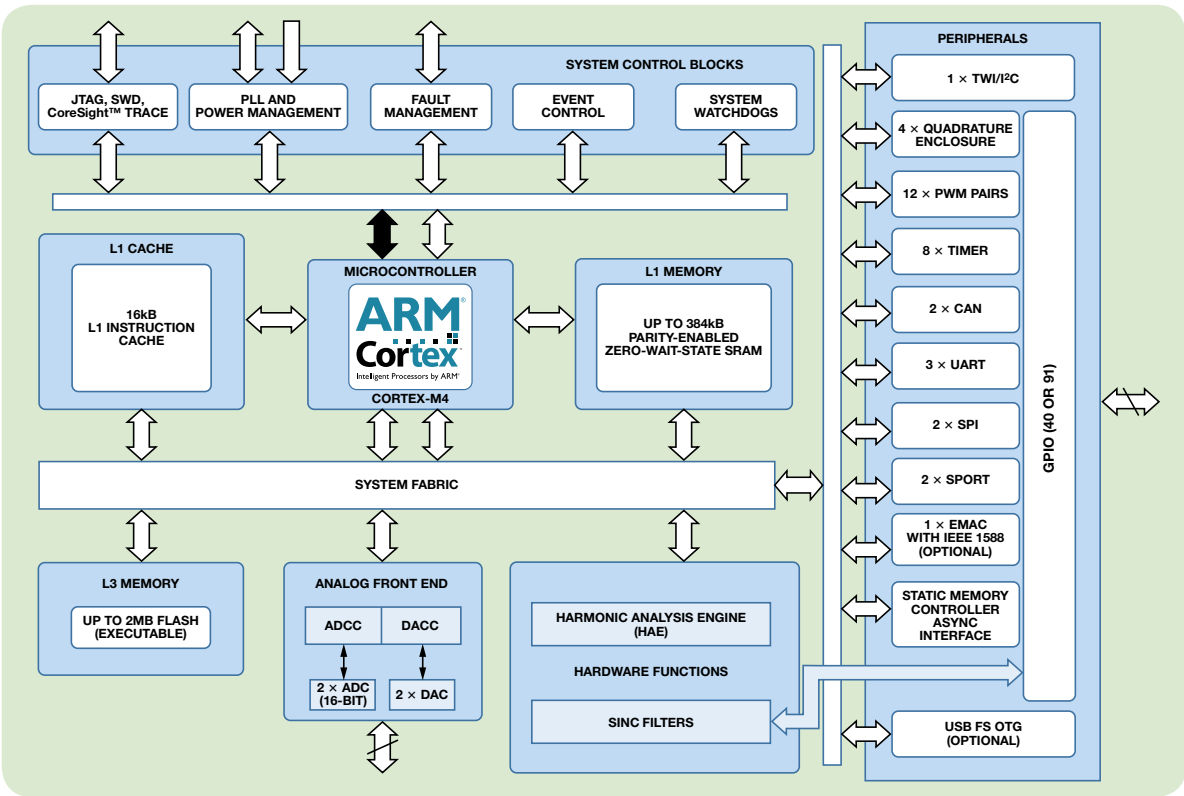 SYSTEM CONTROL BLOCKS
JTAG, SWD,
CoreSight™ TRACE
PLL AND
POWER MANAGEMENT
FAULT
MANAGEMENT
EVENT
CONTROL
SYSTEM
WATCHDOGS
L1 CACHE
16kB
L1 INSTRUCTION
CACHE
MICROCONTROLLER
ARM®
Cortex™
Intelligent Processors by ARM®
CORTEX-M4
L1 MEMORY
UP TO 384kB
PARITY-ENABLED
ZERO-WAIT-STATE SRAM
SYSTEM FABRIC
L3 MEMORY
UP TO 2MB FLASH
(EXECUTABLE)
ANALOG FRONT END
ADCC
DACC
2 × ADC
(16-BIT)
2 × DAC
HARMONIC ANALYSIS ENGINE
(HAE)
HARDWARE FUNCTIONS
SINC FILTERS
PERIPHERALS
1 × TWI/I²C
4 × QUADRATURE
ENCLOSURE
12 × PWM PAIRS
8 × TIMER
2 × CAN
3 × UART
2 × SPI
2 × SPORT
1 × EMAC
WITH IEEE 1588
(OPTIONAL)
STATIC MEMORY
CONTROLLER
ASYNC
INTERFACE
USB FS OTG
(OPTIONAL)
GPIO (40 OR 91)